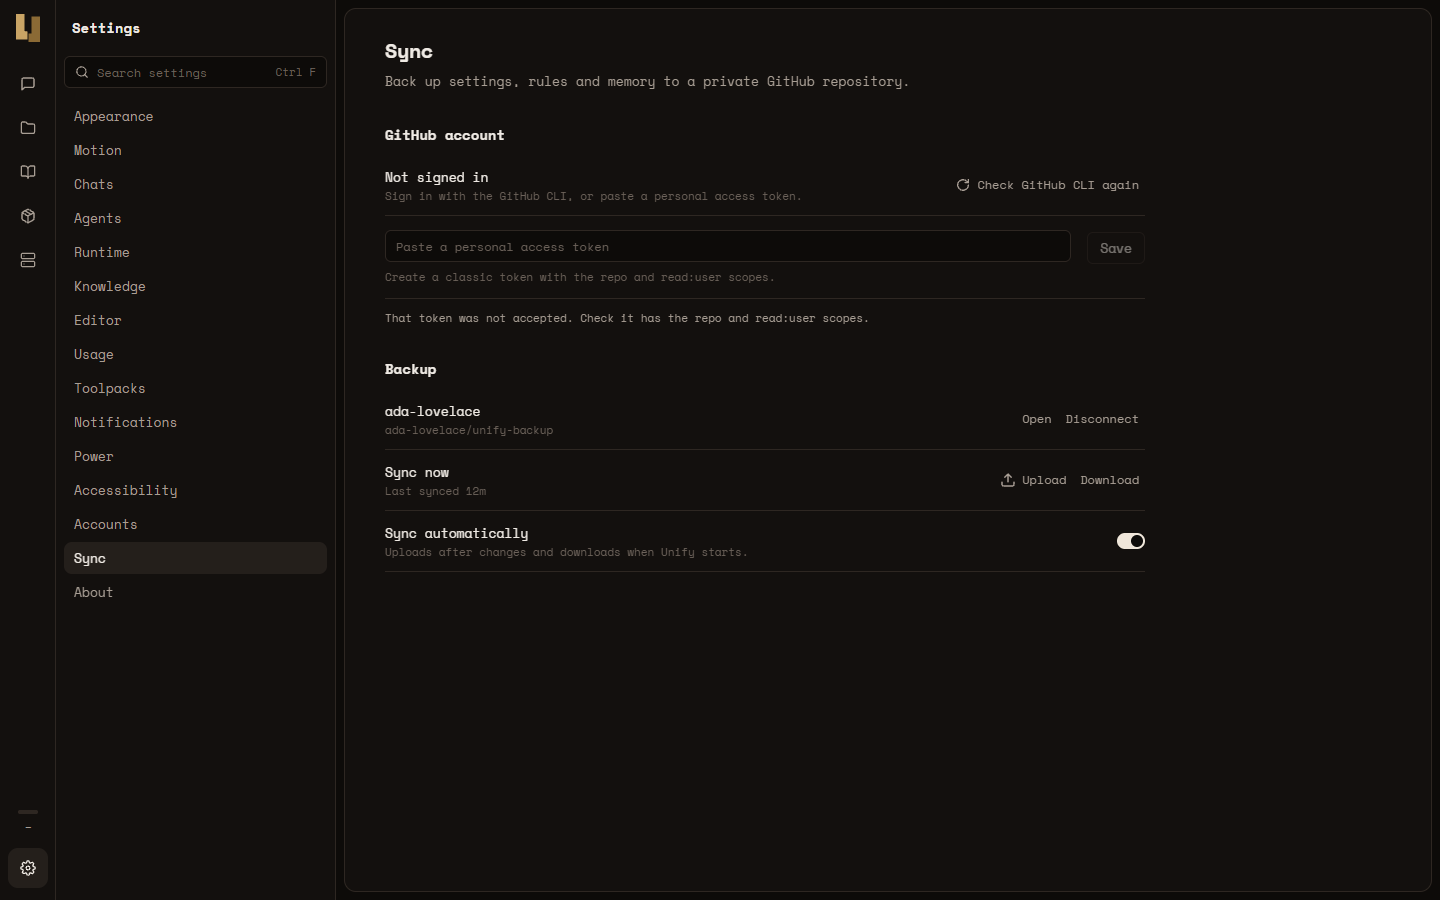 Settings
Search settings Ctrl F
Appearance
Motion
Chats
Agents
Runtime
Knowledge
Editor
Usage
Toolpacks
Notifications
Power
Accessibility
Accounts
Sync
About
Sync
Back up settings, rules and memory to a private GitHub repository.
GitHub account
Not signed in
Sign in with the GitHub CLI, or paste a personal access token.
Check GitHub CLI again
Paste a personal access token
Save
Create a classic token with the repo and read:user scopes.
That token was not accepted. Check it has the repo and read:user scopes.
Backup
ada-lovelace
ada-lovelace/unify-backup
Open Disconnect
Sync now
Last synced 12m
Upload Download
Sync automatically
Uploads after changes and downloads when Unify starts.